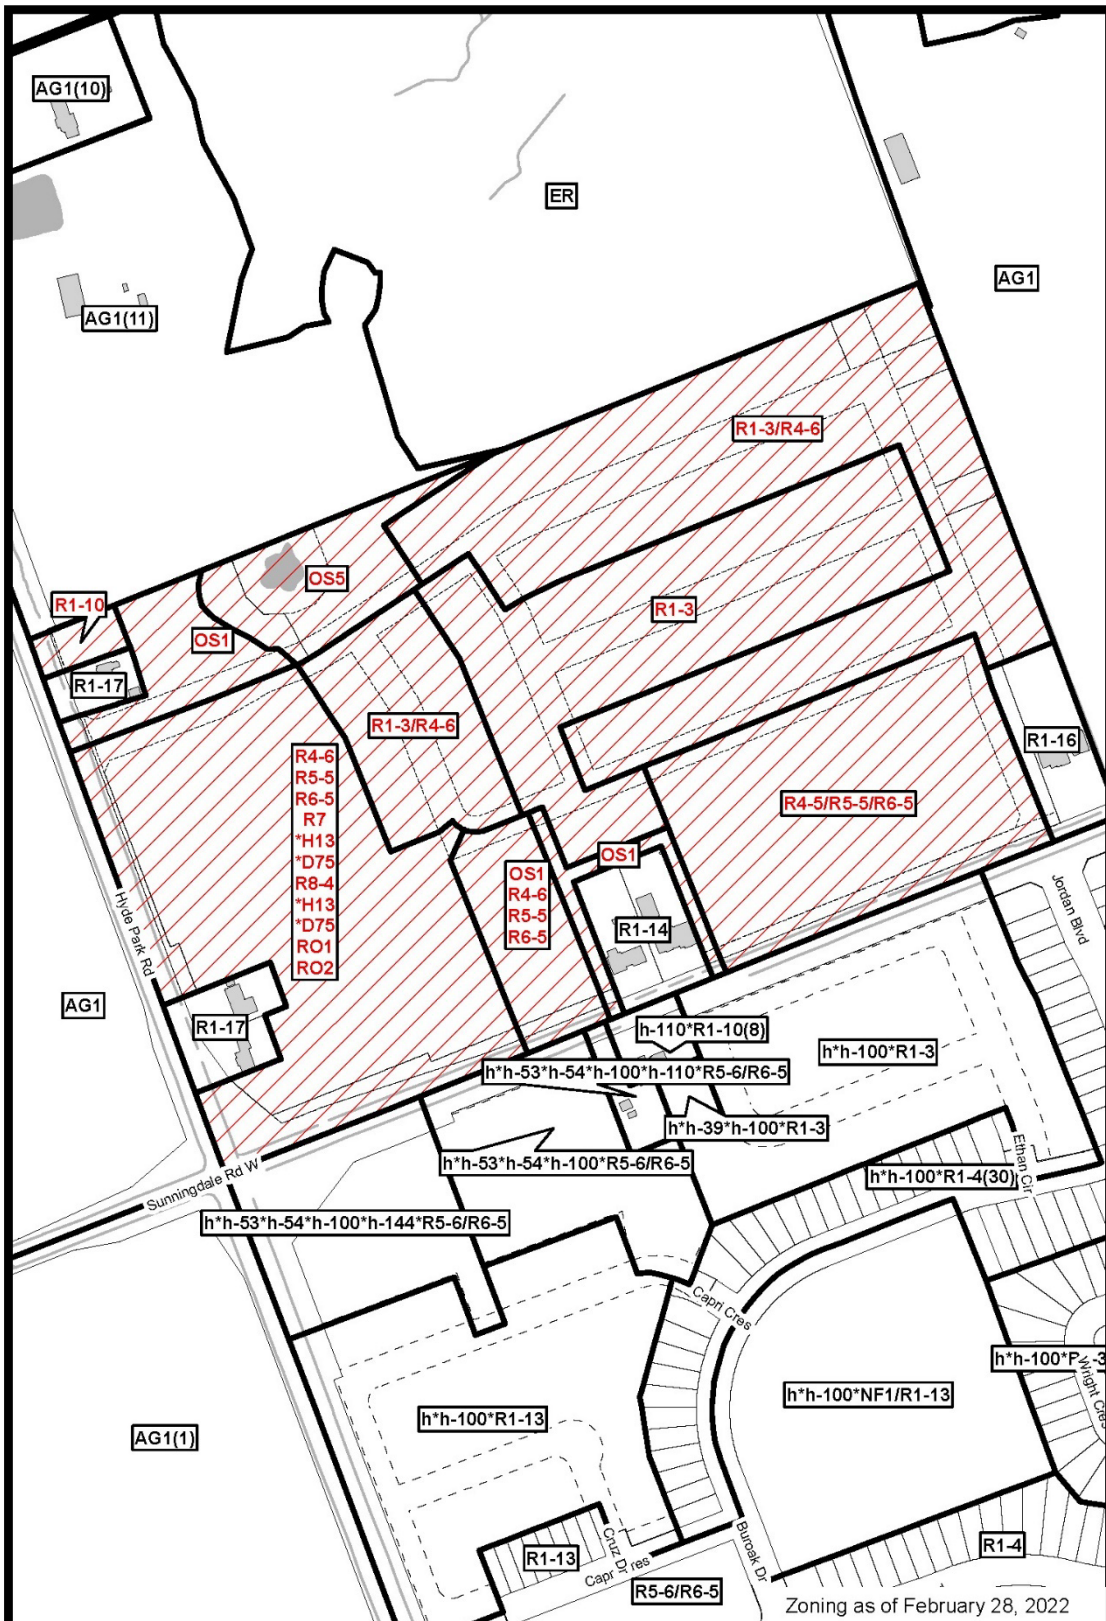 AG1(10)
ER
AG1
AG1(11)
R1-3/R4-6
OS5
R1-10
R1-3
OS1
R1-17
R1-3/R4-6
R1-16
R4-6
R5-5
R6-5
R7
*H13
*D75
R8-4
*H13
*D75
RO1
RO2
R4-5/R5-5/R6-5
OS1
OS1
R4-6
R5-5
R6-5
Hyde Park Rd
Jordan Blvd
R1-14
AG1
R1-17
h-110*R1-10(8)
h*h-100*R1-3
h*h-53*h-54*h-100*h-110*R5-6/R6-5
h*h-39*h-100*R1-3
Ethan Cir
h*h-53*h-54*h-100*R5-6/R6-5
Sunningdale Rd W
h*h-100*R1-4(30)
h*h-53*h-54*h-100*h-144*R5-6/R6-5
Capri Cres
Wright Cres
h*h-100*NF1/R1-13
h*h-100*R1-13
AG1(1)
Cruz Dr
Buroak Dr
R1-4
R1-13
R5-6/R6-5
Zoning as of February 28, 2022